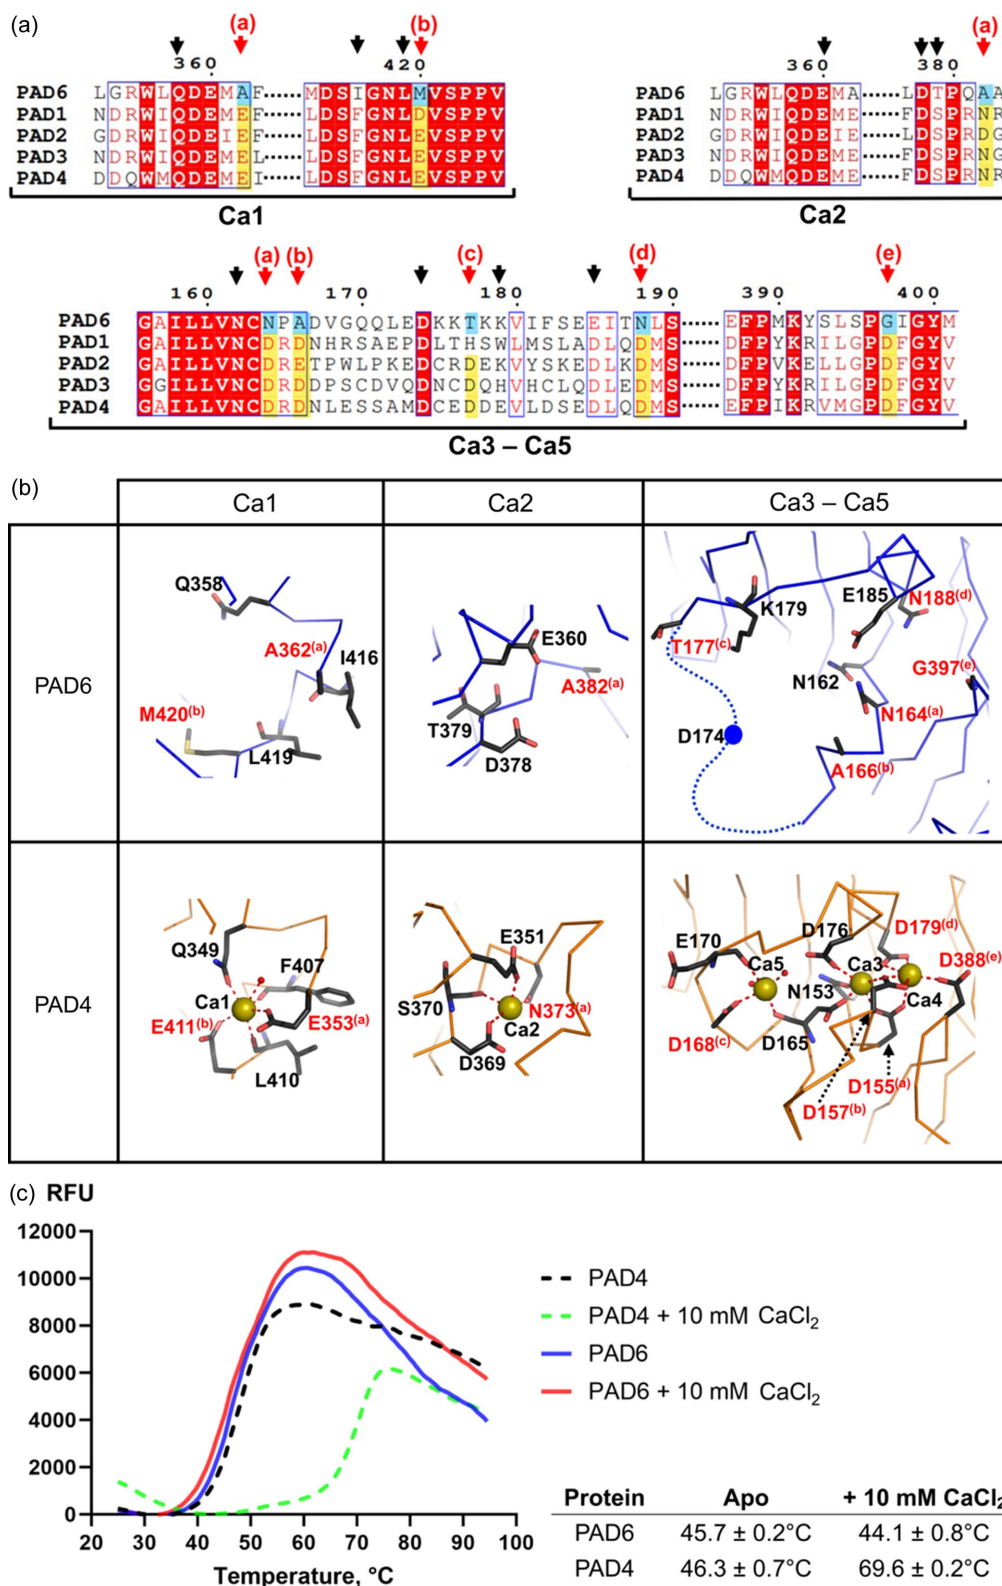 (a)
(a) (b)
360 420
PAD6 LGRWLQDEMAF······MDSIGNLMVSPPV
PAD1 NDRWIQDEMEF······LDSFGNLDVSPPV
PAD2 GDRWIQDEIEF······LDSFGNLEVSPPV
PAD3 NDRWIQDEMEL······LDSFGNLEVSPPV
PAD4 DDQWMQDEMEI······LDSFGNLEVSPPV
Ca1
(a)
360 380
PAD6 LGRWLQDEMA······LDTPQAA
PAD1 NDRWIQDEME······FDSPRNR
PAD2 GDRWIQDEIE······LDSPRDG
PAD3 NDRWIQDEME······FDSPRNG
PAD4 DDQWMQDEME······FDSPRNR
Ca2
(a) (b) (c) (d) (e)
160 170 180 190 390 400
PAD6 GAILLVNCNPADVGQQLEDKKTKKVIFSEEITNLS······EFPMKYSLSPGIGYM
PAD1 GAILLVNCDRDNHRSAEPDLTHSWLMSLADLQDMS······DFPYKRILGPDFGYV
PAD2 GAILLVNCDRETPWLPKEDCRDEKVYSKEDLKDMS······DFPVKELLGPDFGYV
PAD3 GGILLVNCDRDDPSCDVQDNCDQHVHCLQDLEDMS······EFPYKRILGPDFGYV
PAD4 GAILLVNCDRDNLESSAMDCEDDEVLDSEDLQDMS······EFPIKRVMGPDFGYV
Ca3 – Ca5
(b)
Ca1 Ca2 Ca3 – Ca5
PAD6
Q358
A362(a)
I416
M420(b)
L419
E360
A382(a)
T379
D378
K179
E185
N188(d)
T177(c)
G397(e)
N162
N164(a)
D174
A166(b)
PAD4
Q349
F407
Ca1
E411(b)
E353(a)
L410
E351
S370
N373(a)
Ca2
D369
D176
D179(d)
E170
Ca5
Ca3
D388(e)
N153
Ca4
D168(c)
D165
D155(a)
D157(b)
(c) RFU
12000
10000
8000
6000
4000
2000
0
20 30 40 50 60 70 80 90 100
Temperature, °C
PAD4
PAD4 + 10 mM CaCl2
PAD6
PAD6 + 10 mM CaCl2
Protein Apo + 10 mM CaCl2
PAD6 45.7 ± 0.2°C 44.1 ± 0.8°C
PAD4 46.3 ± 0.7°C 69.6 ± 0.2°C